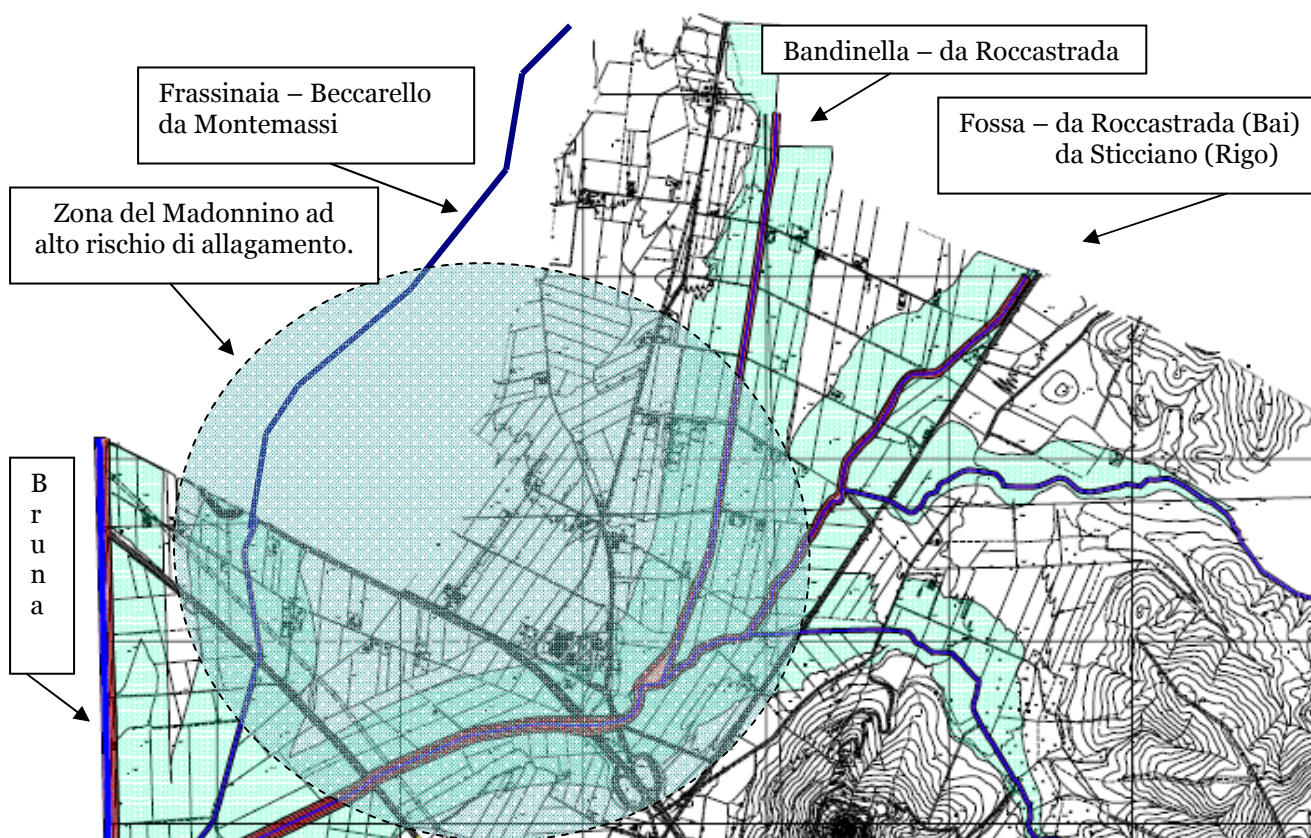 Bandinella – da Roccastrada
Frassinaia – Beccarello
da Montemassi
Fossa – da Roccastrada (Bai)
da Sticciano (Rigo)
Zona del Madonnino ad
alto rischio di allagamento.
B
r
u
n
a